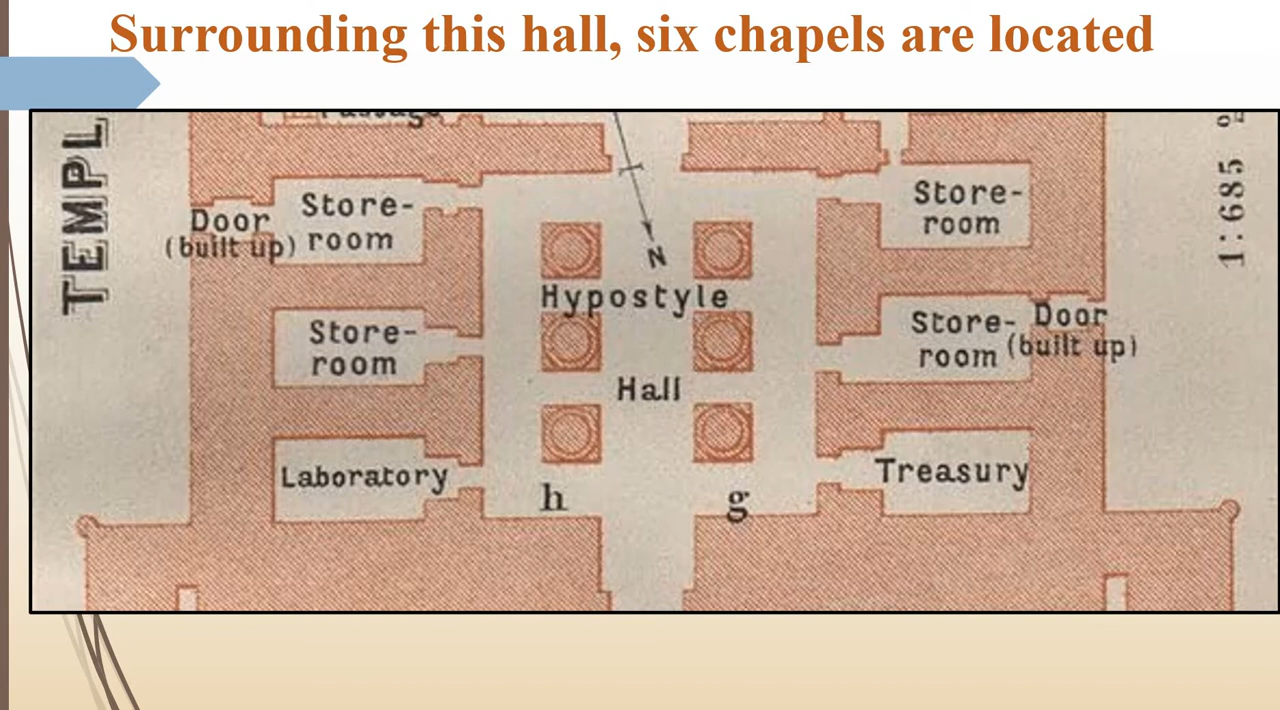 Surrounding this hall, six chapels are located
Passage
TEMPL
1:685
Store-
room
Store-
room
Door
(built up)
N
Hypostyle
Store-
room
Store-
room
Door
(built up)
Hall
Laboratory
Treasury
h
g